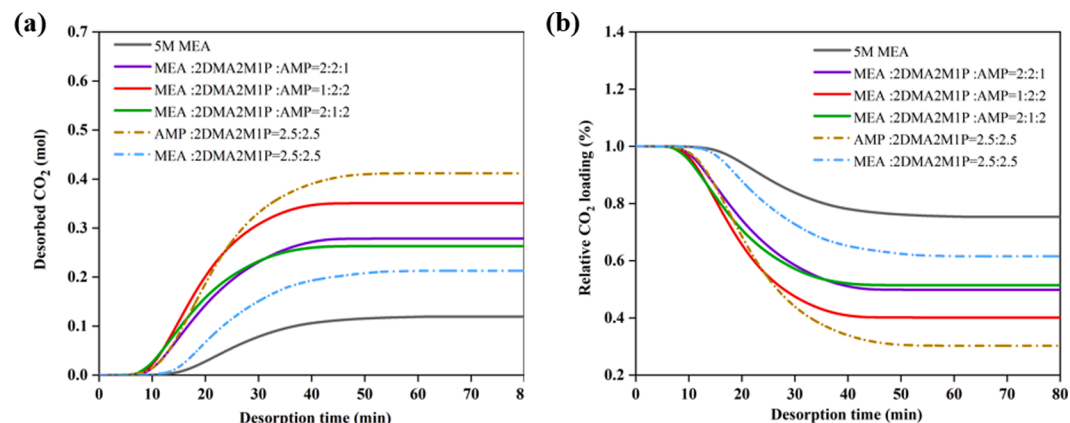 (a)
0.7
0.6
0.5
0.4
0.3
0.2
0.1
0.0
Desorbed CO₂ (mol)
5M MEA
MEA :2DMA2M1P :AMP=2:2:1
MEA :2DMA2M1P :AMP=1:2:2
MEA :2DMA2M1P :AMP=2:1:2
AMP :2DMA2M1P=2.5:2.5
MEA :2DMA2M1P=2.5:2.5
0 10 20 30 40 50 60 70 8
Desorption time (min)
(b)
1.4
1.2
1.0
0.8
0.6
0.4
0.2
Relative CO₂ loading (%)
5M MEA
MEA :2DMA2M1P :AMP=2:2:1
MEA :2DMA2M1P :AMP=1:2:2
MEA :2DMA2M1P :AMP=2:1:2
AMP :2DMA2M1P=2.5:2.5
MEA :2DMA2M1P=2.5:2.5
0 10 20 30 40 50 60 70 80
Desorption time (min)